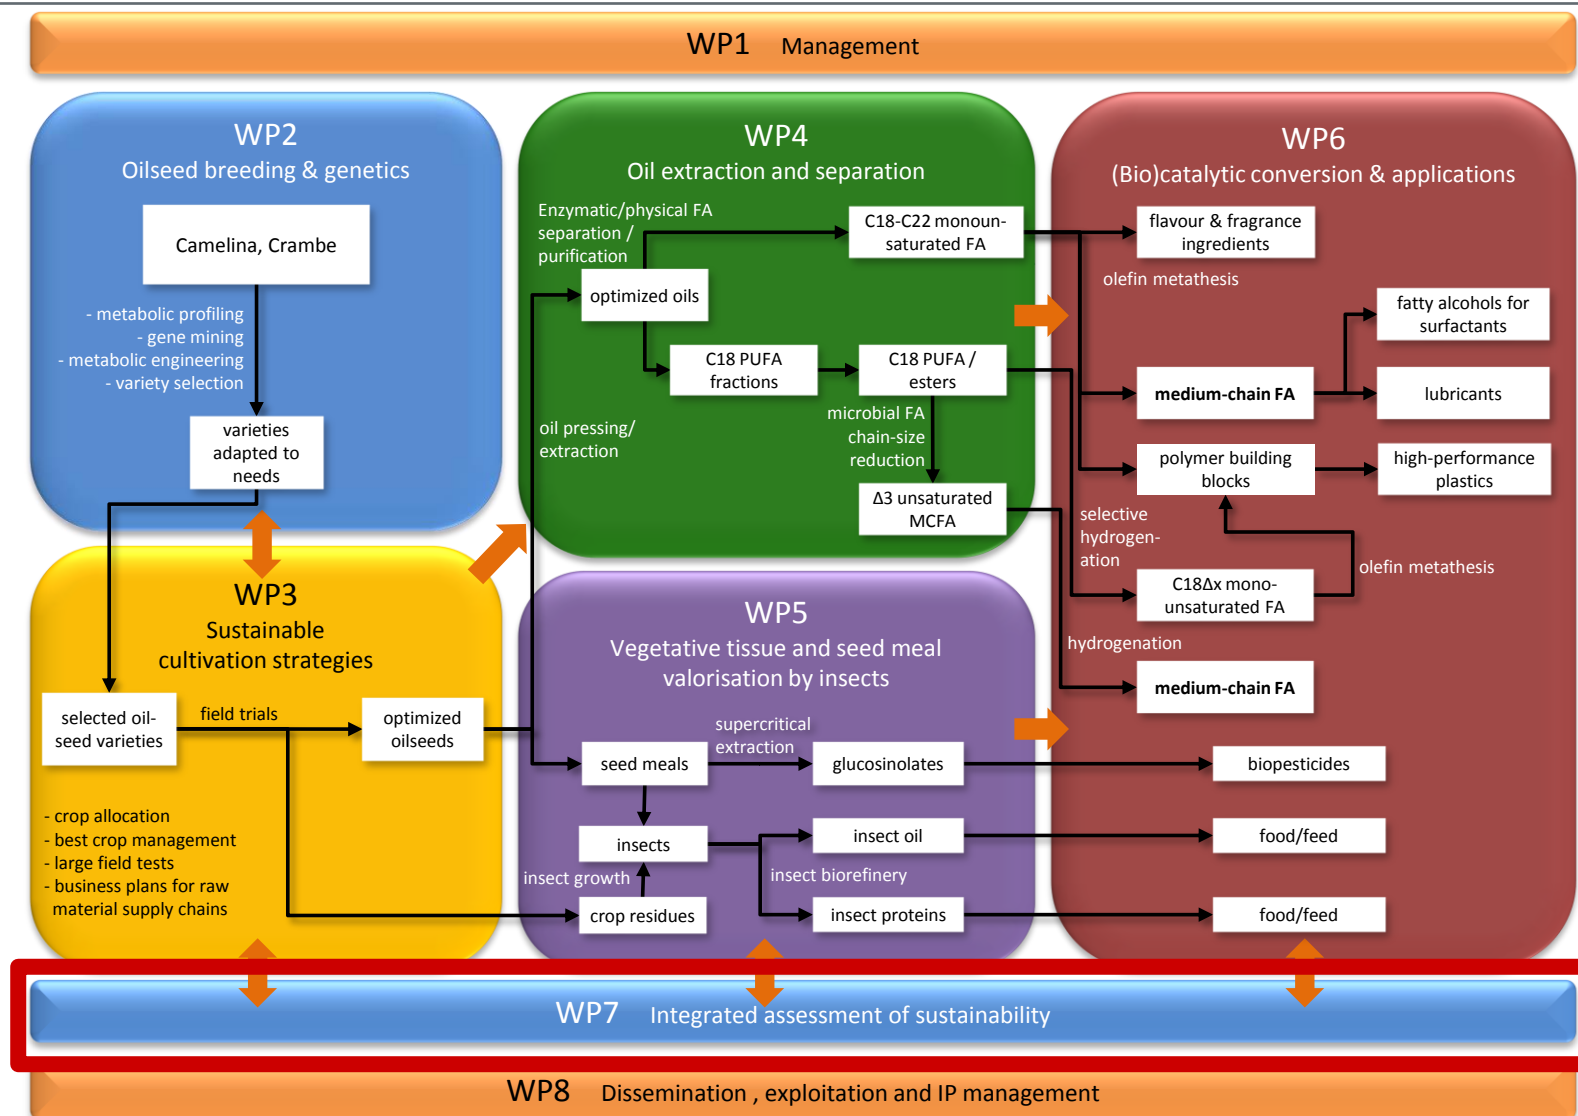 WP1 Management
WP2
Oilseed breeding & genetics
Camelina, Crambe
- metabolic profiling
- gene mining
- metabolic engineering
- variety selection
varieties
adapted to
needs
WP3
Sustainable
cultivation strategies
selected oil-
seed varieties
field trials
optimized
oilseeds
- crop allocation
- best crop management
- large field tests
- business plans for raw
material supply chains
WP4
Oil extraction and separation
Enzymatic/physical FA
separation /
purification
C18-C22 monoun-
saturated FA
optimized oils
C18 PUFA
fractions
C18 PUFA /
esters
oil pressing/
extraction
microbial FA
chain-size
reduction
Δ3 unsaturated
MCFA
WP5
Vegetative tissue and seed meal
valorisation by insects
supercritical
extraction
seed meals
glucosinolates
insects
insect oil
insect growth
insect biorefinery
crop residues
insect proteins
WP6
(Bio)catalytic conversion & applications
flavour & fragrance
ingredients
olefin metathesis
fatty alcohols for
surfactants
medium-chain FA
lubricants
polymer building
blocks
high-performance
plastics
selective
hydrogen-
ation
C18Δx mono-
unsaturated FA
olefin metathesis
hydrogenation
medium-chain FA
biopesticides
food/feed
food/feed
WP7 Integrated assessment of sustainability
WP8 Dissemination , exploitation and IP management